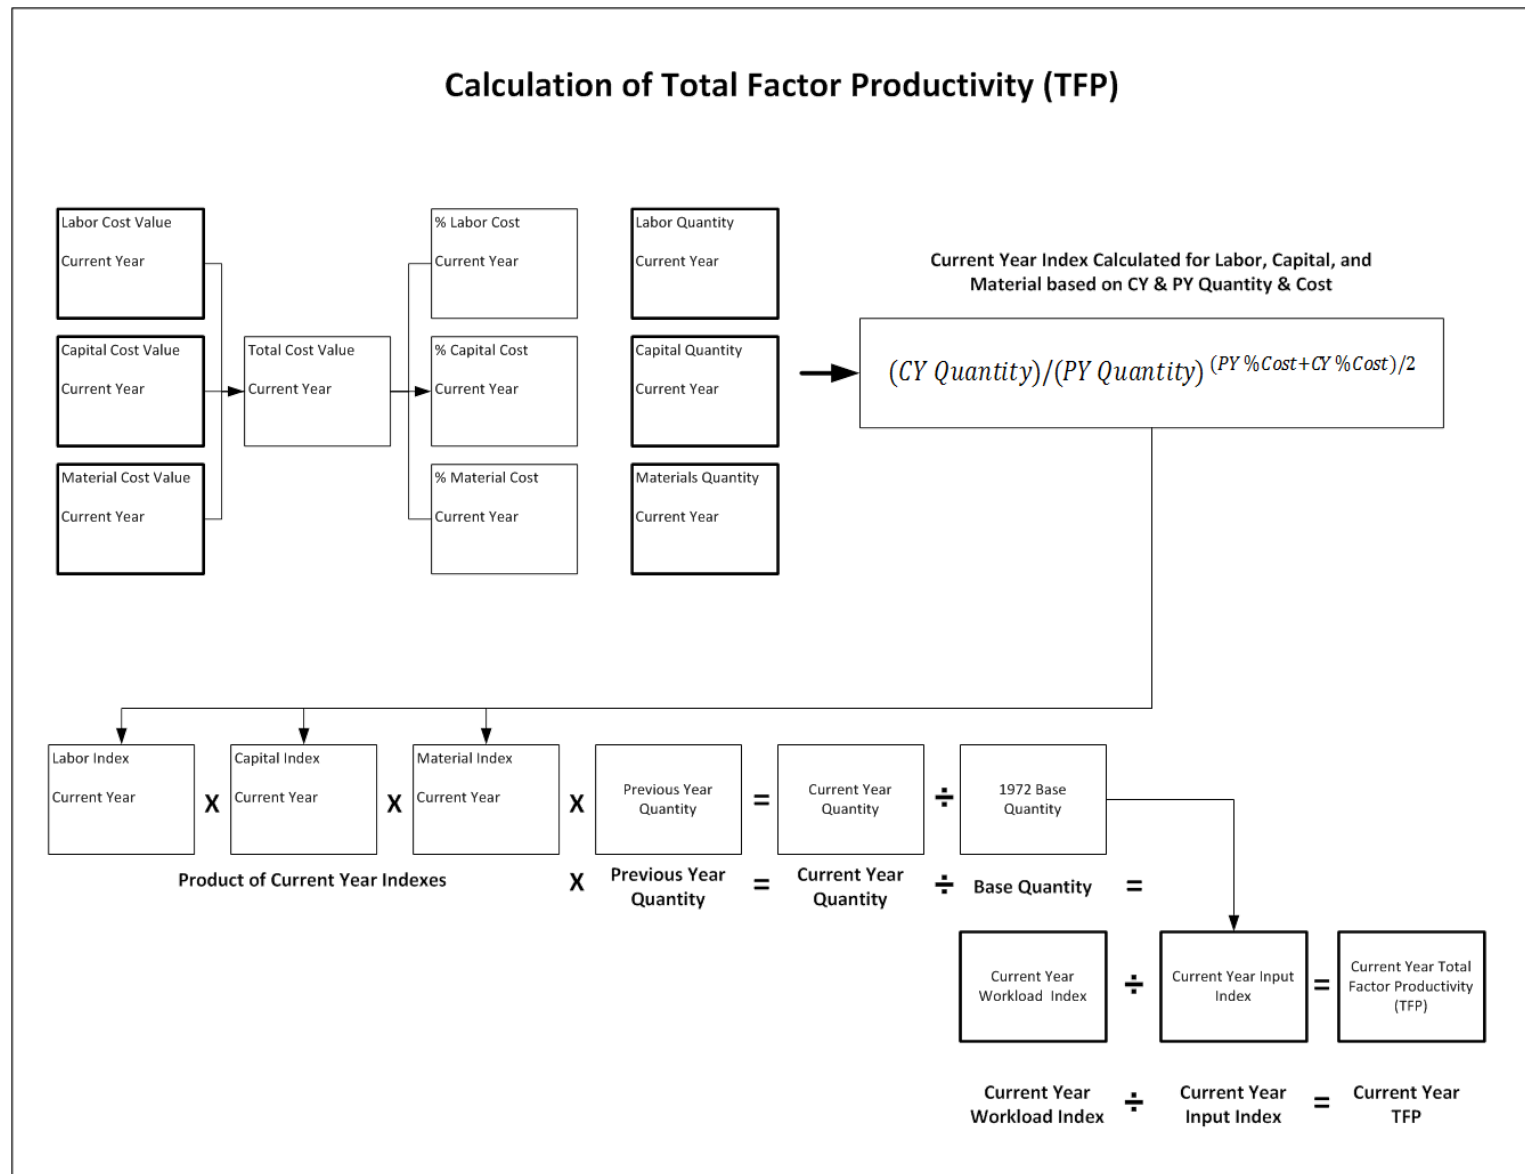 Calculation of Total Factor Productivity (TFP)
Labor Cost Value
Current Year
Capital Cost Value
Current Year
Material Cost Value
Current Year
Total Cost Value
Current Year
% Labor Cost
Current Year
% Capital Cost
Current Year
% Material Cost
Current Year
Labor Quantity
Current Year
Capital Quantity
Current Year
Materials Quantity
Current Year
Current Year Index Calculated for Labor, Capital, and
Material based on CY & PY Quantity & Cost
(CY Quantity)/(PY Quantity)^(PY %Cost+CY %Cost)/2
Labor Index
Current Year
X
Capital Index
Current Year
X
Material Index
Current Year
X
Previous Year
Quantity
=
Current Year
Quantity
÷
1972 Base
Quantity
Product of Current Year Indexes
X
Previous Year
Quantity
=
Current Year
Quantity
÷
Base Quantity
=
Current Year
Workload Index
÷
Current Year Input
Index
=
Current Year Total
Factor Productivity
(TFP)
Current Year
Workload Index
÷
Current Year
Input Index
=
Current Year
TFP